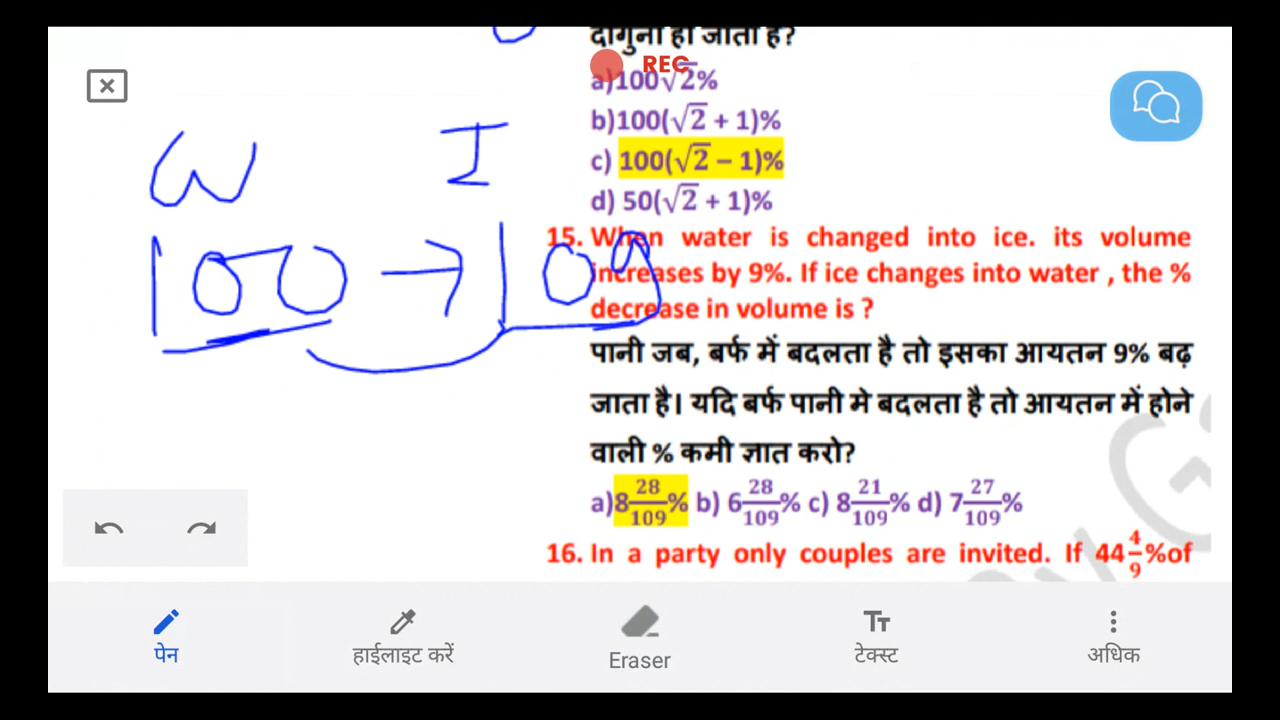 दोगुना हो जाता है?
REC
a)100√2%
b)100(√2 + 1)%
c) 100(√2 − 1)%
d) 50(√2 + 1)%
W I
100 → 109
15. When water is changed into ice. its volume
increases by 9%. If ice changes into water , the %
decrease in volume is ?
पानी जब, बर्फ में बदलता है तो इसका आयतन 9% बढ़
जाता है। यदि बर्फ पानी मे बदलता है तो आयतन में होने
वाली % कमी ज्ञात करो?
a)8 28/109% b) 6 28/109% c) 8 21/109% d) 7 27/109%
16. In a party only couples are invited. If 44 4/9%of
पेन
हाईलाइट करें
Eraser
टेक्स्ट
अधिक